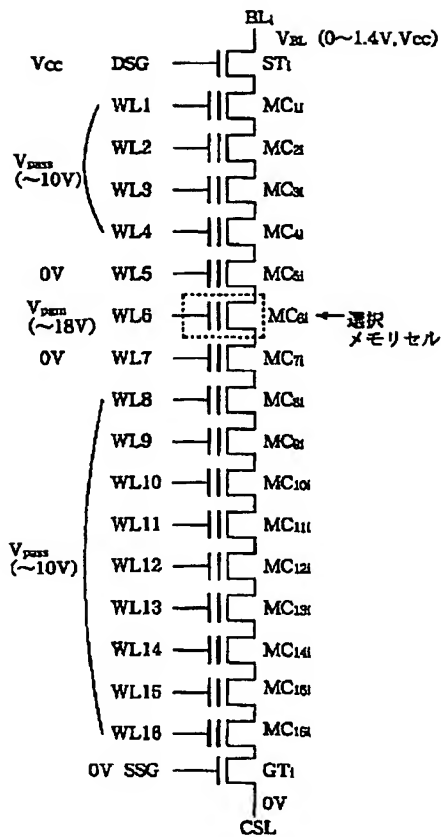 BLi
VBL (0～1.4V,Vcc)
Vcc DSG STi
WL1 MC1i
WL2 MC2i
Vpass
(～10V)
WL3 MC3i
WL4 MC4i
0V WL5 MC5i
Vpgm
(～18V)
WL6 MC6i 選択
メモリセル
0V WL7 MC7i
WL8 MC8i
WL9 MC9i
WL10 MC10i
WL11 MC11i
Vpass
(～10V)
WL12 MC12i
WL13 MC13i
WL14 MC14i
WL15 MC15i
WL16 MC16i
0V SSG GTi
0V
CSL